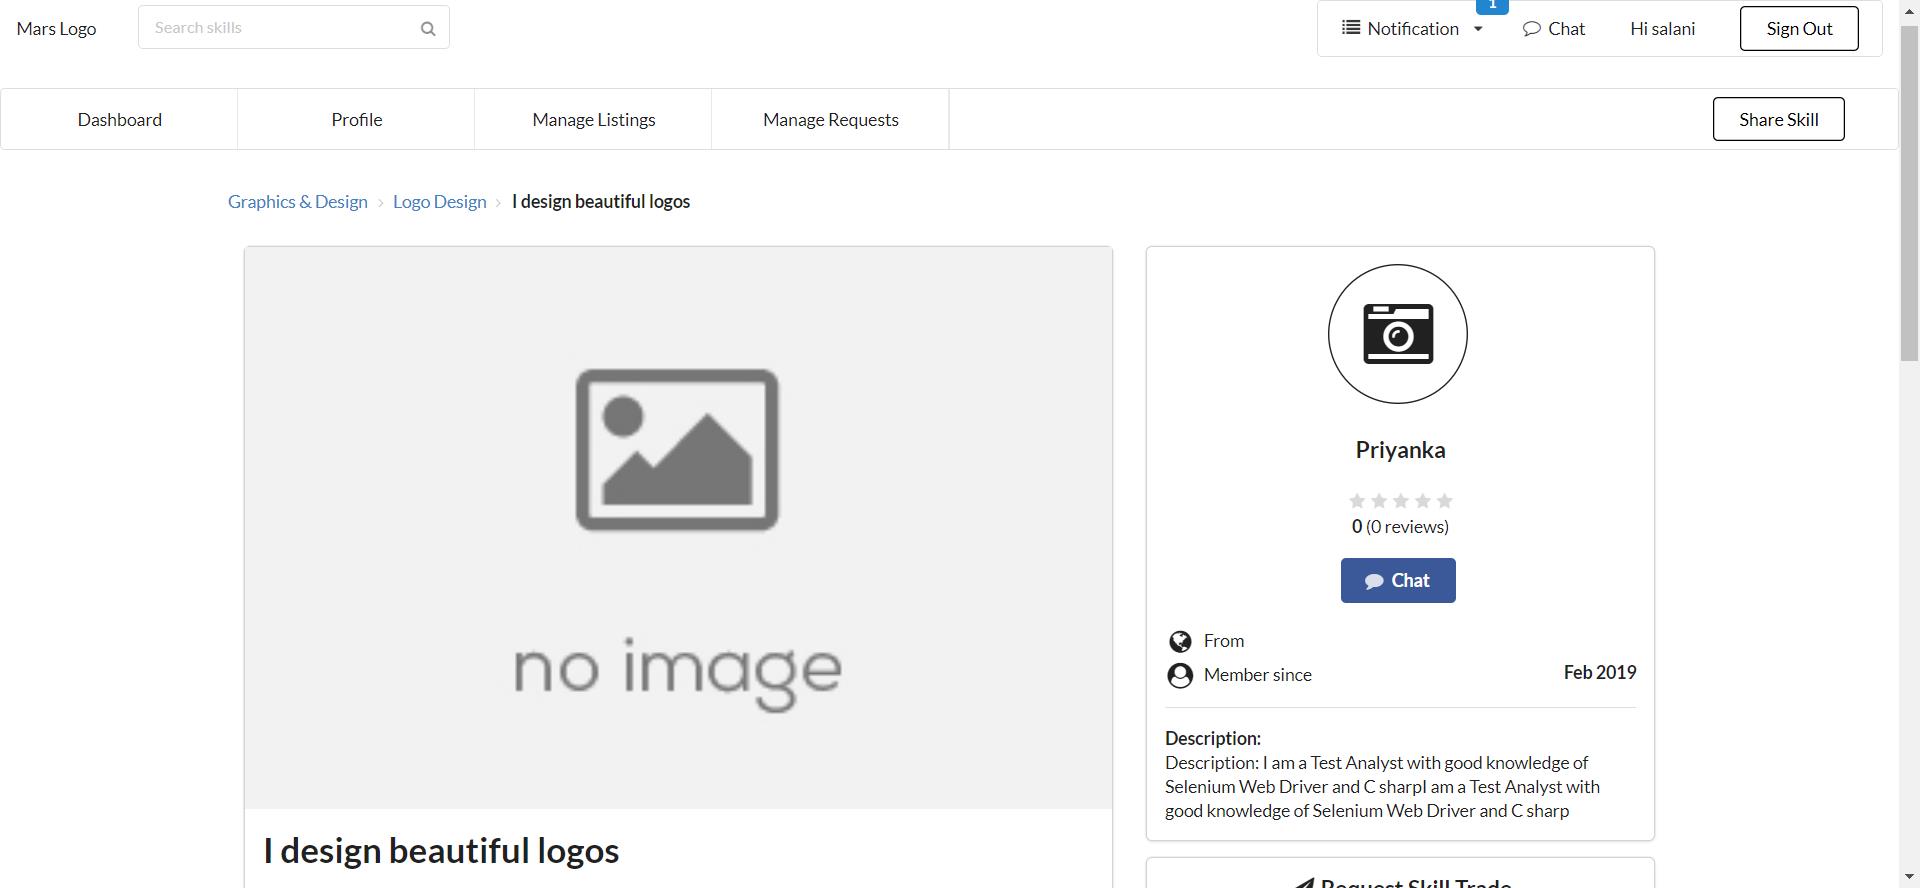 Mars Logo
Search skills
1
Notification
Chat
Hi salani
Sign Out
Dashboard
Profile
Manage Listings
Manage Requests
Share Skill
Graphics & Design › Logo Design › I design beautiful logos
no image
I design beautiful logos
Priyanka
0 (0 reviews)
Chat
From
Member since Feb 2019
Description:
Description: I am a Test Analyst with good knowledge of
Selenium Web Driver and C sharpI am a Test Analyst with
good knowledge of Selenium Web Driver and C sharp
Request Skill Trade